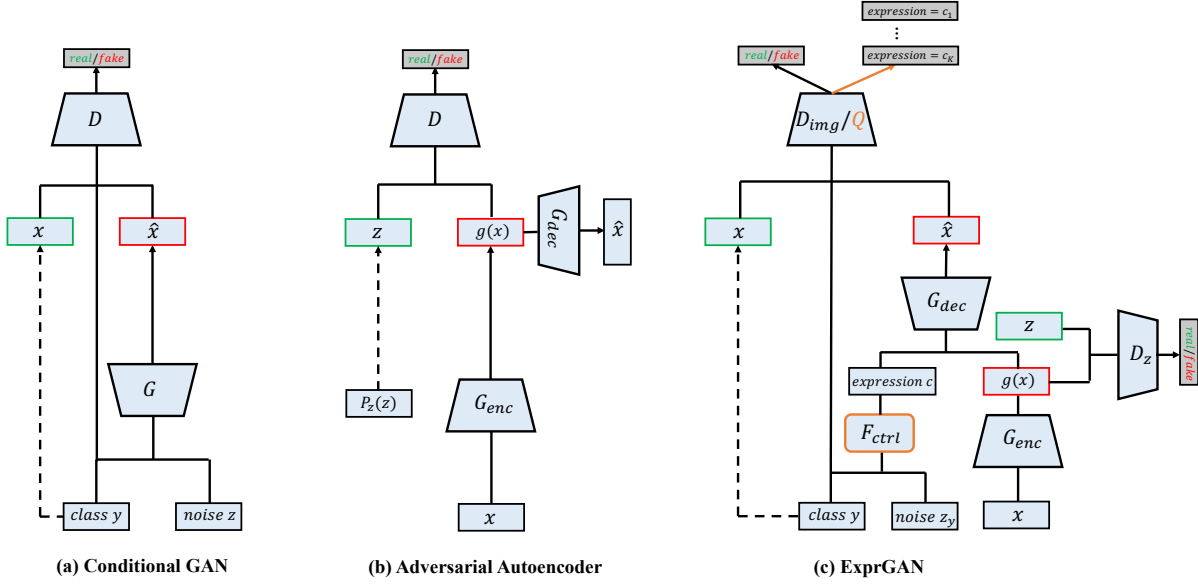 real/fake
D
x
x̂
G
class y
noise z
(a) Conditional GAN
real/fake
D
z
g(x)
G_dec
x̂
P_z(z)
G_enc
x
(b) Adversarial Autoencoder
expression = c_1
⋮
expression = c_K
real/fake
D_img/Q
x
x̂
G_dec
z
D_z
real/fake
expression c
g(x)
F_ctrl
G_enc
class y
noise z_y
x
(c) ExprGAN